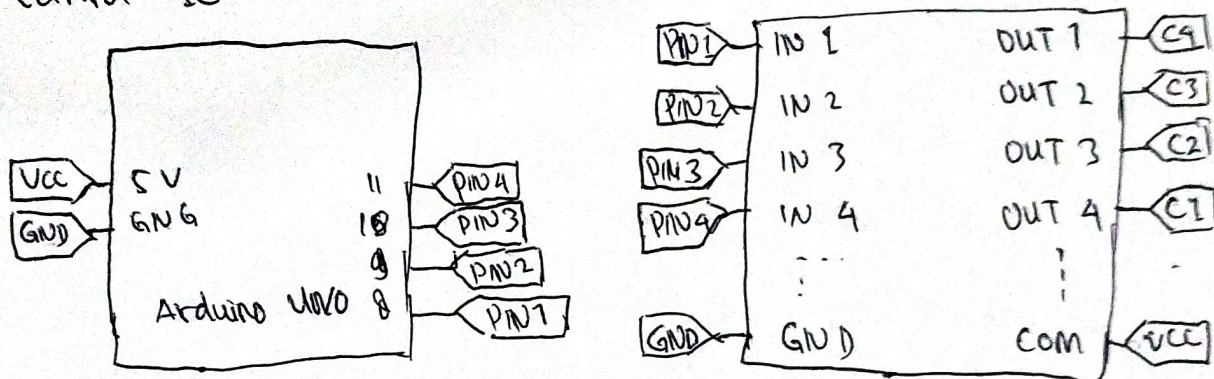 PIN1 IN 1 OUT 1 C4
PIN2 IN 2 OUT 2 C3
PIN3 IN 3 OUT 3 C2
PIN4 IN 4 OUT 4 C1
GND GND COM VCC
VCC 5V 11 PIN4
GND GNG 10 PIN3
9 PIN2
Arduino UNO 8 PIN1